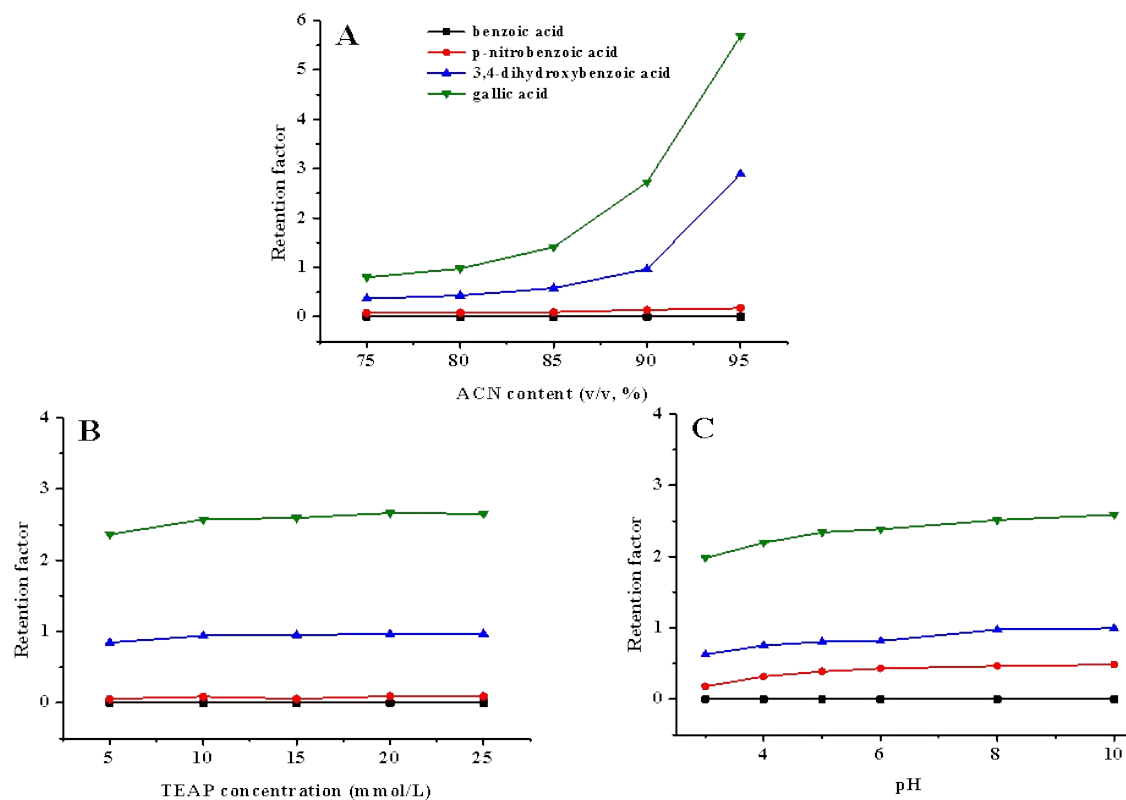 A
benzoic acid
p-nitrobenzoic acid
3,4-dihydroxybenzoic acid
gallic acid
Retention factor
6
5
4
3
2
1
0
75 80 85 90 95
ACN content (v/v, %)
B
Retention factor
4
3
2
1
0
5 10 15 20 25
TEAP concentration (mmol/L)
C
Retention factor
4
3
2
1
0
4 6 8 10
pH